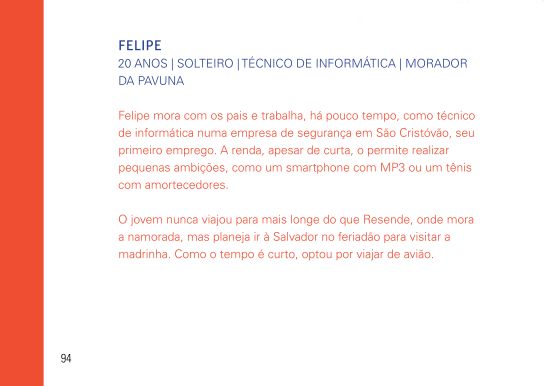 FELIPE
20 ANOS | SOLTEIRO | TÉCNICO DE INFORMÁTICA | MORADOR
DA PAVUNA
Felipe mora com os pais e trabalha, há pouco tempo, como técnico
de informática numa empresa de segurança em São Cristóvão, seu
primeiro emprego. A renda, apesar de curta, o permite realizar
pequenas ambições, como um smartphone com MP3 ou um tênis
com amortecedores.
O jovem nunca viajou para mais longe do que Resende, onde mora
a namorada, mas planeja ir à Salvador no feriadão para visitar a
madrinha. Como o tempo é curto, optou por viajar de avião.
94